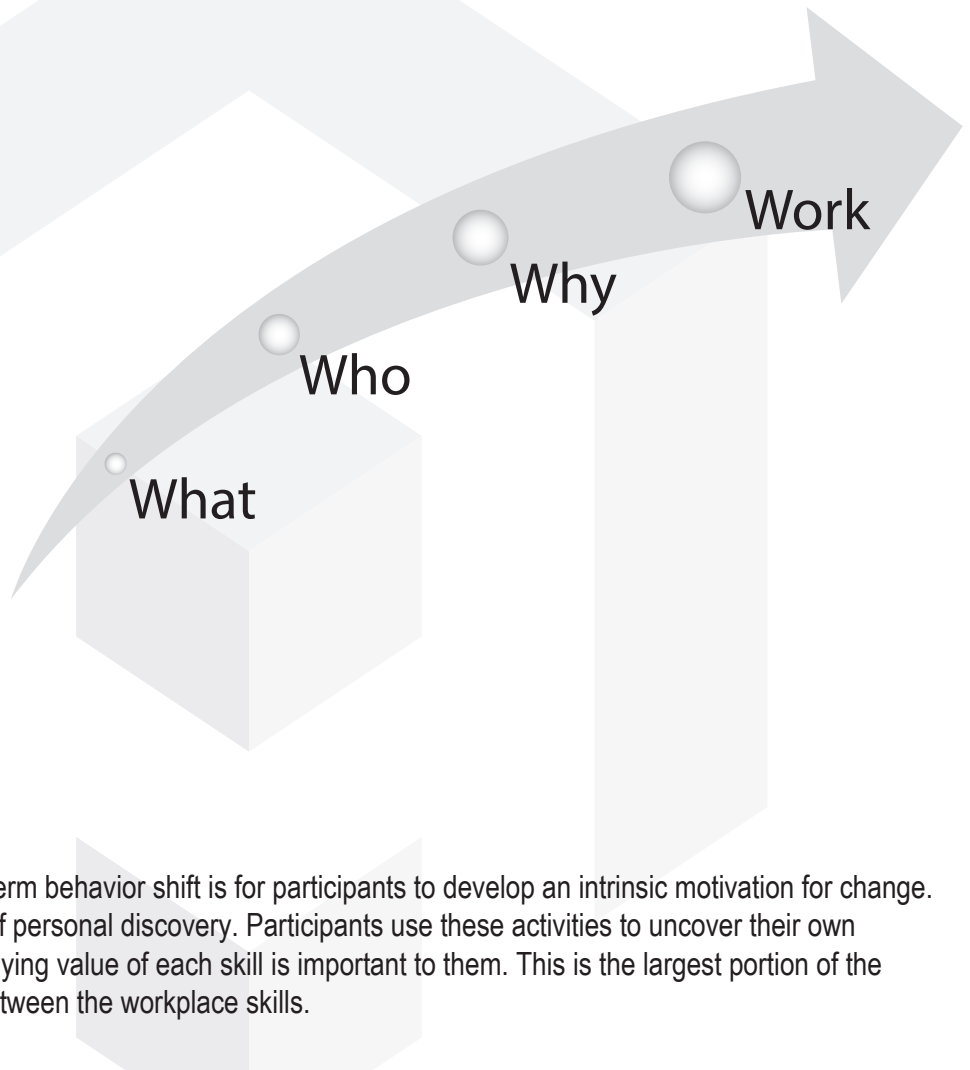 Work
Why
Who
What
erm behavior shift is for participants to develop an intrinsic motivation for change.
f personal discovery. Participants use these activities to uncover their own
ying value of each skill is important to them. This is the largest portion of the
tween the workplace skills.